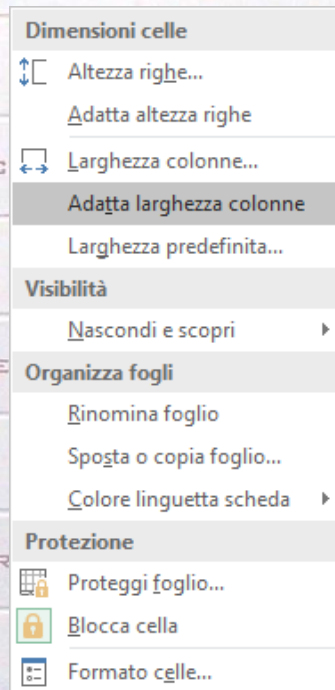 Dimensioni celle
Altezza righe...
Adatta altezza righe
Larghezza colonne...
Adatta larghezza colonne
Larghezza predefinita...
Visibilità
Nascondi e scopri
Organizza fogli
Rinomina foglio
Sposta o copia foglio...
Colore linguetta scheda
Protezione
Proteggi foglio...
Blocca cella
Formato celle...